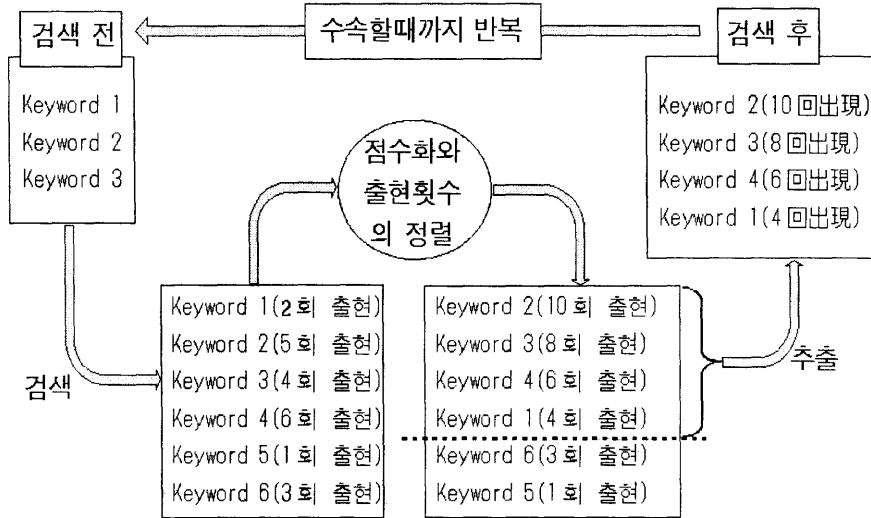 검색 전
수속할때까지 반복
검색 후
Keyword 1
Keyword 2
Keyword 3
Keyword 2(10回出現)
Keyword 3(8回出現)
Keyword 4(6回出現)
Keyword 1(4回出現)
점수화와
출현횟수
의 정렬
검색
Keyword 1(2회 출현)
Keyword 2(5회 출현)
Keyword 3(4회 출현)
Keyword 4(6회 출현)
Keyword 5(1회 출현)
Keyword 6(3회 출현)
Keyword 2(10회 출현)
Keyword 3(8회 출현)
Keyword 4(6회 출현)
Keyword 1(4회 출현)
Keyword 6(3회 출현)
Keyword 5(1회 출현)
추출